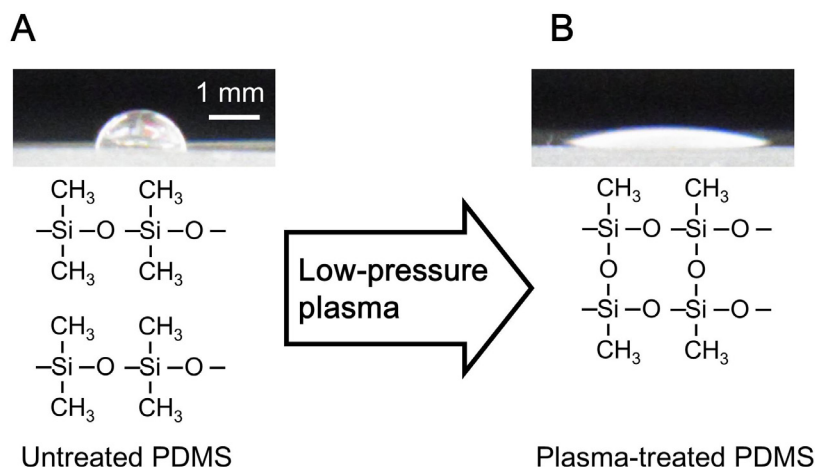 A
B
1 mm
CH₃ CH₃
–Si–O–Si–O–
CH₃ CH₃
CH₃ CH₃
–Si–O–Si–O–
CH₃ CH₃
Untreated PDMS
Low-pressure
plasma
CH₃ CH₃
–Si–O–Si–O–
O O
–Si–O–Si–O–
CH₃ CH₃
Plasma-treated PDMS